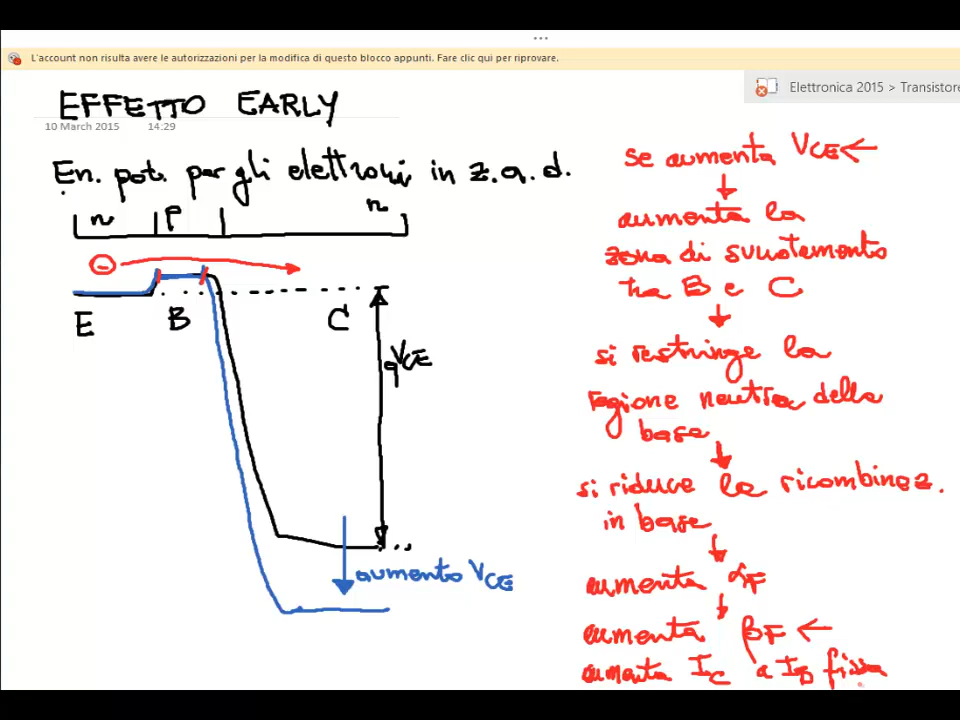 L'account non risulta avere le autorizzazioni per la modifica di questo blocco appunti. Fare clic qui per riprovare.
Elettronica 2015 > Transistore
EFFETTO EARLY
10 March 2015 14:29
En. pot. per gli elettroni in z.a.d.
n P n
-
E B C
qVCE
aumento VCE
se aumenta VCE ←
↓
aumenta la
zona di svuotamento
tra B e C
↓
si restringe la
regione neutra della
base
↓
si riduce la ricombinaz.
in base
↓
aumenta αF
↓
aumenta βF ←
aumenta IC a IB fissa